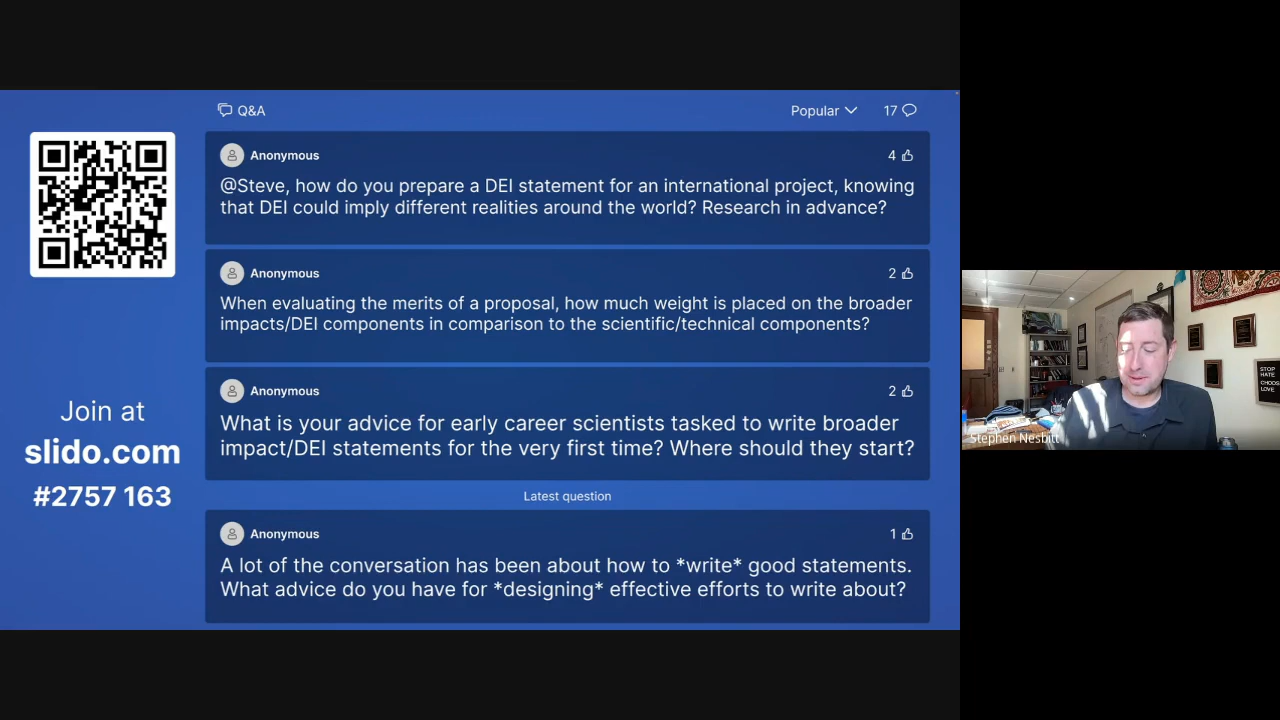 Q&A
Popular
17
Anonymous
4
@Steve, how do you prepare a DEI statement for an international project, knowing
that DEI could imply different realities around the world? Research in advance?
Anonymous
2
When evaluating the merits of a proposal, how much weight is placed on the broader
impacts/DEI components in comparison to the scientific/technical components?
Anonymous
2
What is your advice for early career scientists tasked to write broader
impact/DEI statements for the very first time? Where should they start?
Latest question
Anonymous
1
A lot of the conversation has been about how to *write* good statements.
What advice do you have for *designing* effective efforts to write about?
Join at
slido.com
#2757 163
STOP
HATE
CHOOSE
LOVE
Stephen Nesbitt